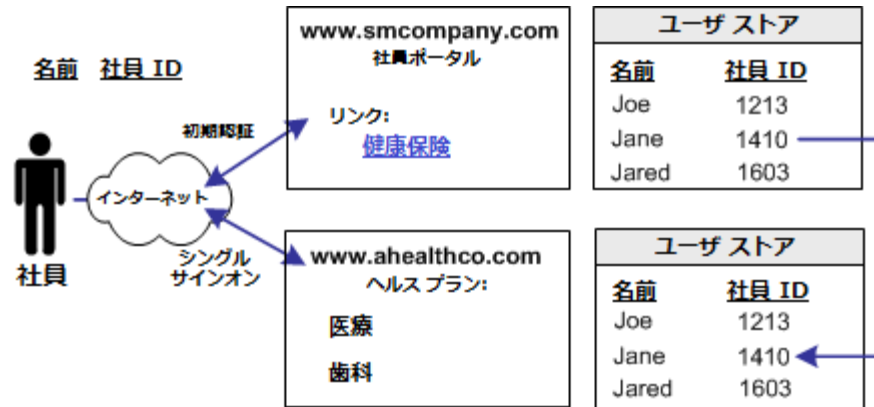 名前 社員 ID
社員
インターネット
初期認証
シングル
サインオン
www.smcompany.com
社員ポータル
リンク:
健康保険
ユーザ ストア
名前 社員 ID
Joe 1213
Jane 1410
Jared 1603
www.ahealthco.com
ヘルス プラン:
医療
歯科
ユーザ ストア
名前 社員 ID
Joe 1213
Jane 1410
Jared 1603